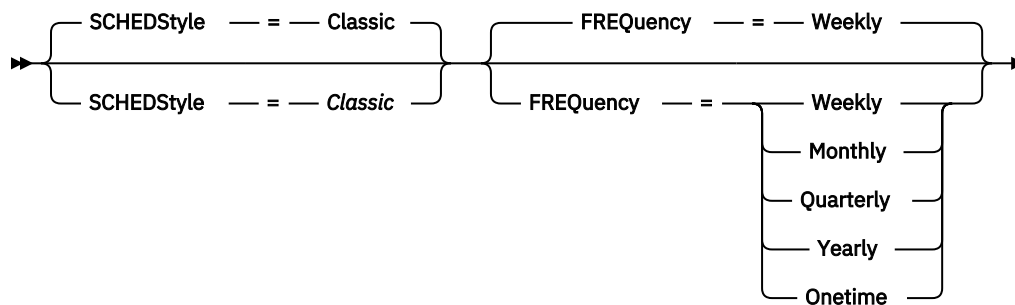 SCHEDStyle = Classic FREQuency = Weekly
SCHEDStyle = Classic FREQuency = Weekly
Monthly
Quarterly
Yearly
Onetime